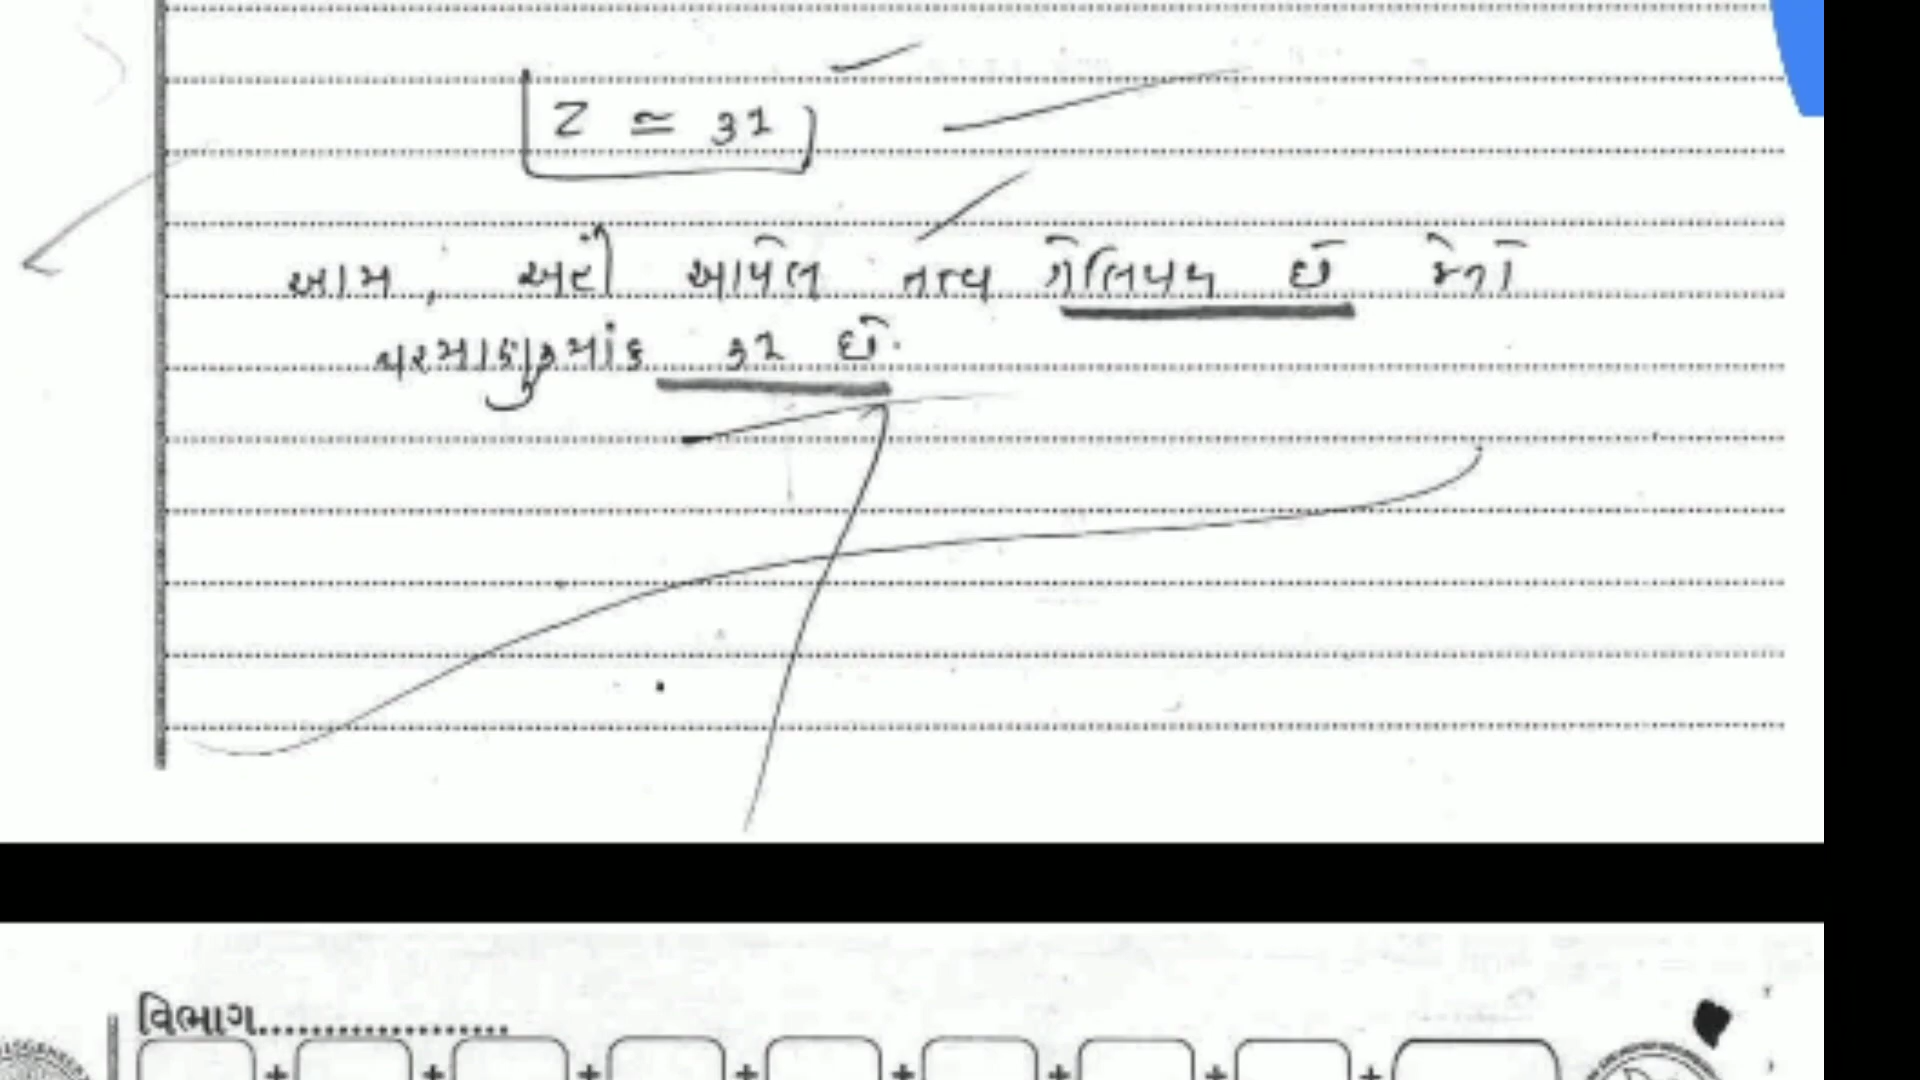 Z ≃ 31
આમ, અહીં આપેલ તત્વ ગેલિયમ છે જેનો
પરમાણુક્રમાંક 31 છે.
વિભાગ..................
+ + + + + + + +